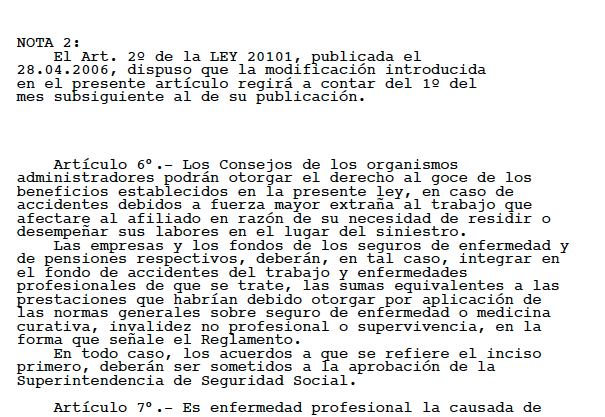 NOTA 2:
El Art. 2º de la LEY 20101, publicada el
28.04.2006, dispuso que la modificación introducida
en el presente artículo regirá a contar del 1º del
mes subsiguiente al de su publicación.
Artículo 6°.- Los Consejos de los organismos
administradores podrán otorgar el derecho al goce de los
beneficios establecidos en la presente ley, en caso de
accidentes debidos a fuerza mayor extraña al trabajo que
afectare al afiliado en razón de su necesidad de residir o
desempeñar sus labores en el lugar del siniestro.
Las empresas y los fondos de los seguros de enfermedad y
de pensiones respectivos, deberán, en tal caso, integrar en
el fondo de accidentes del trabajo y enfermedades
profesionales de que se trate, las sumas equivalentes a las
prestaciones que habrían debido otorgar por aplicación de
las normas generales sobre seguro de enfermedad o medicina
curativa, invalidez no profesional o supervivencia, en la
forma que señale el Reglamento.
En todo caso, los acuerdos a que se refiere el inciso
primero, deberán ser sometidos a la aprobación de la
Superintendencia de Seguridad Social.
Artículo 7°.- Es enfermedad profesional la causada de